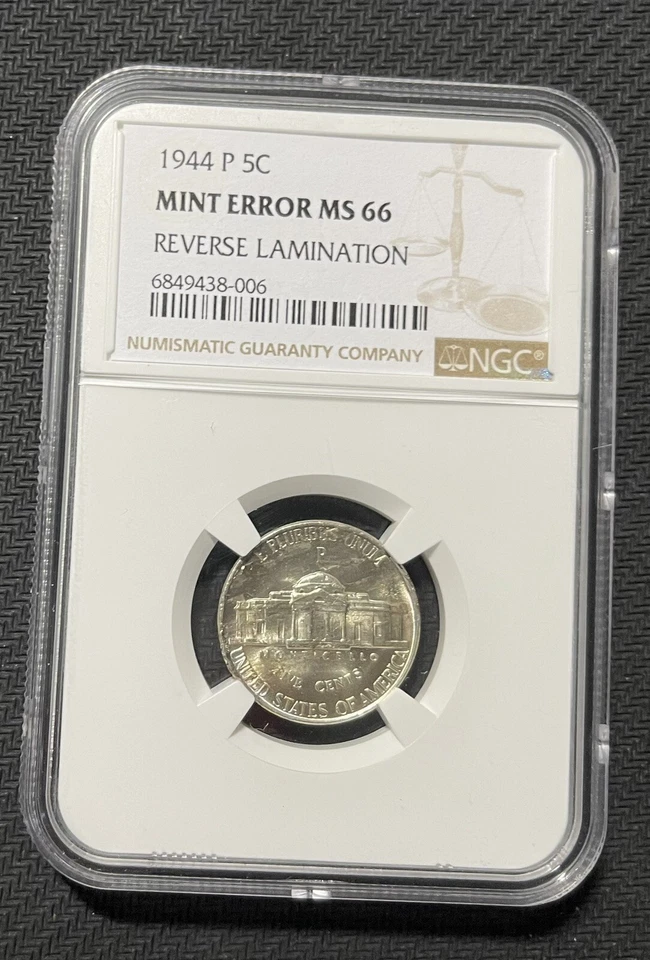 1944 P 5C
MINT ERROR MS 66
REVERSE LAMINATION
6849438-006
NUMISMATIC GUARANTY COMPANY
NGC®
PLURIBUS UNUM
P
MONTICELLO
FIVE CENTS
UNITED STATES OF AMERICA